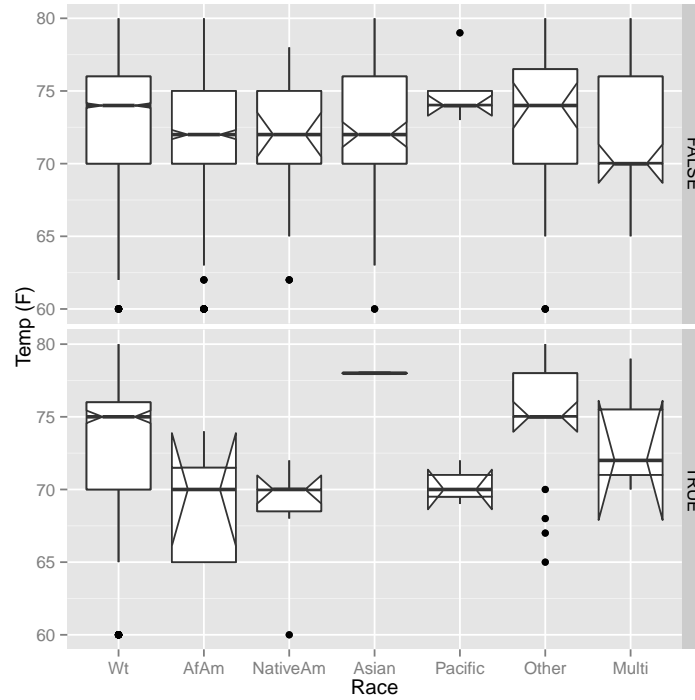 80
75
70
65
60
FALSE
Temp (F)
80
75
70
65
60
TRUE
Wt AfAm NativeAm Asian Pacific Other Multi
Race